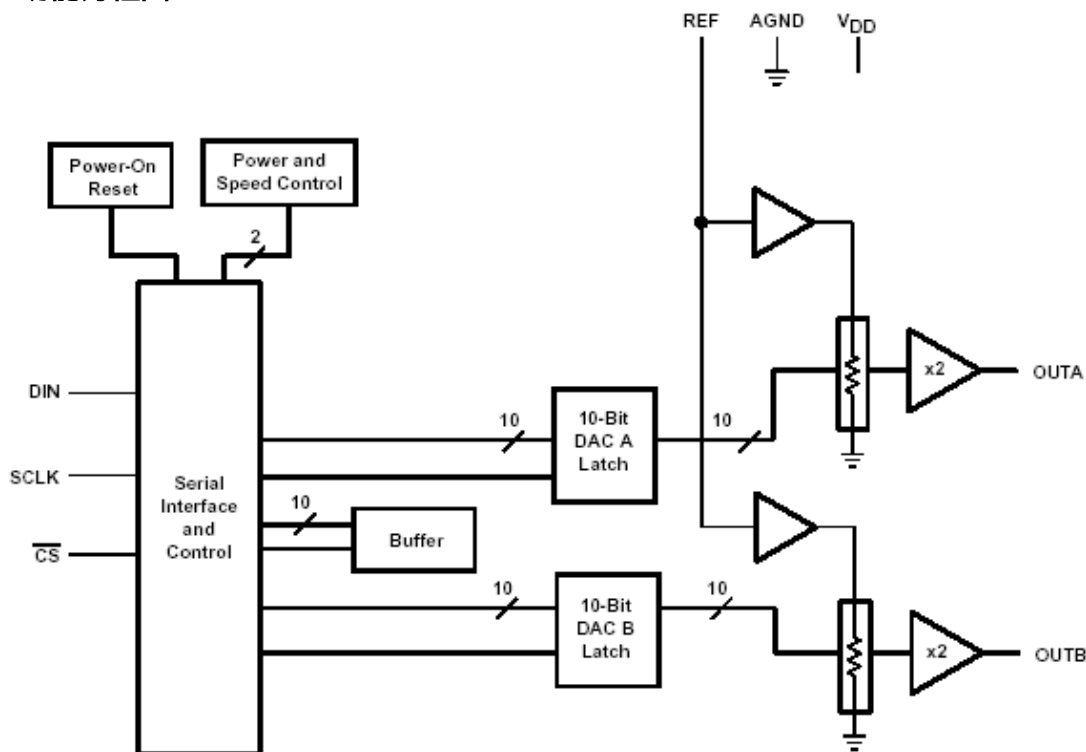 REF AGND VDD
Power-On
Reset
Power and
Speed Control
2
DIN
SCLK
CS
Serial
Interface
and
Control
10
10-Bit
DAC A
Latch
10
x2
OUTA
10
Buffer
10
10-Bit
DAC B
Latch
10
x2
OUTB